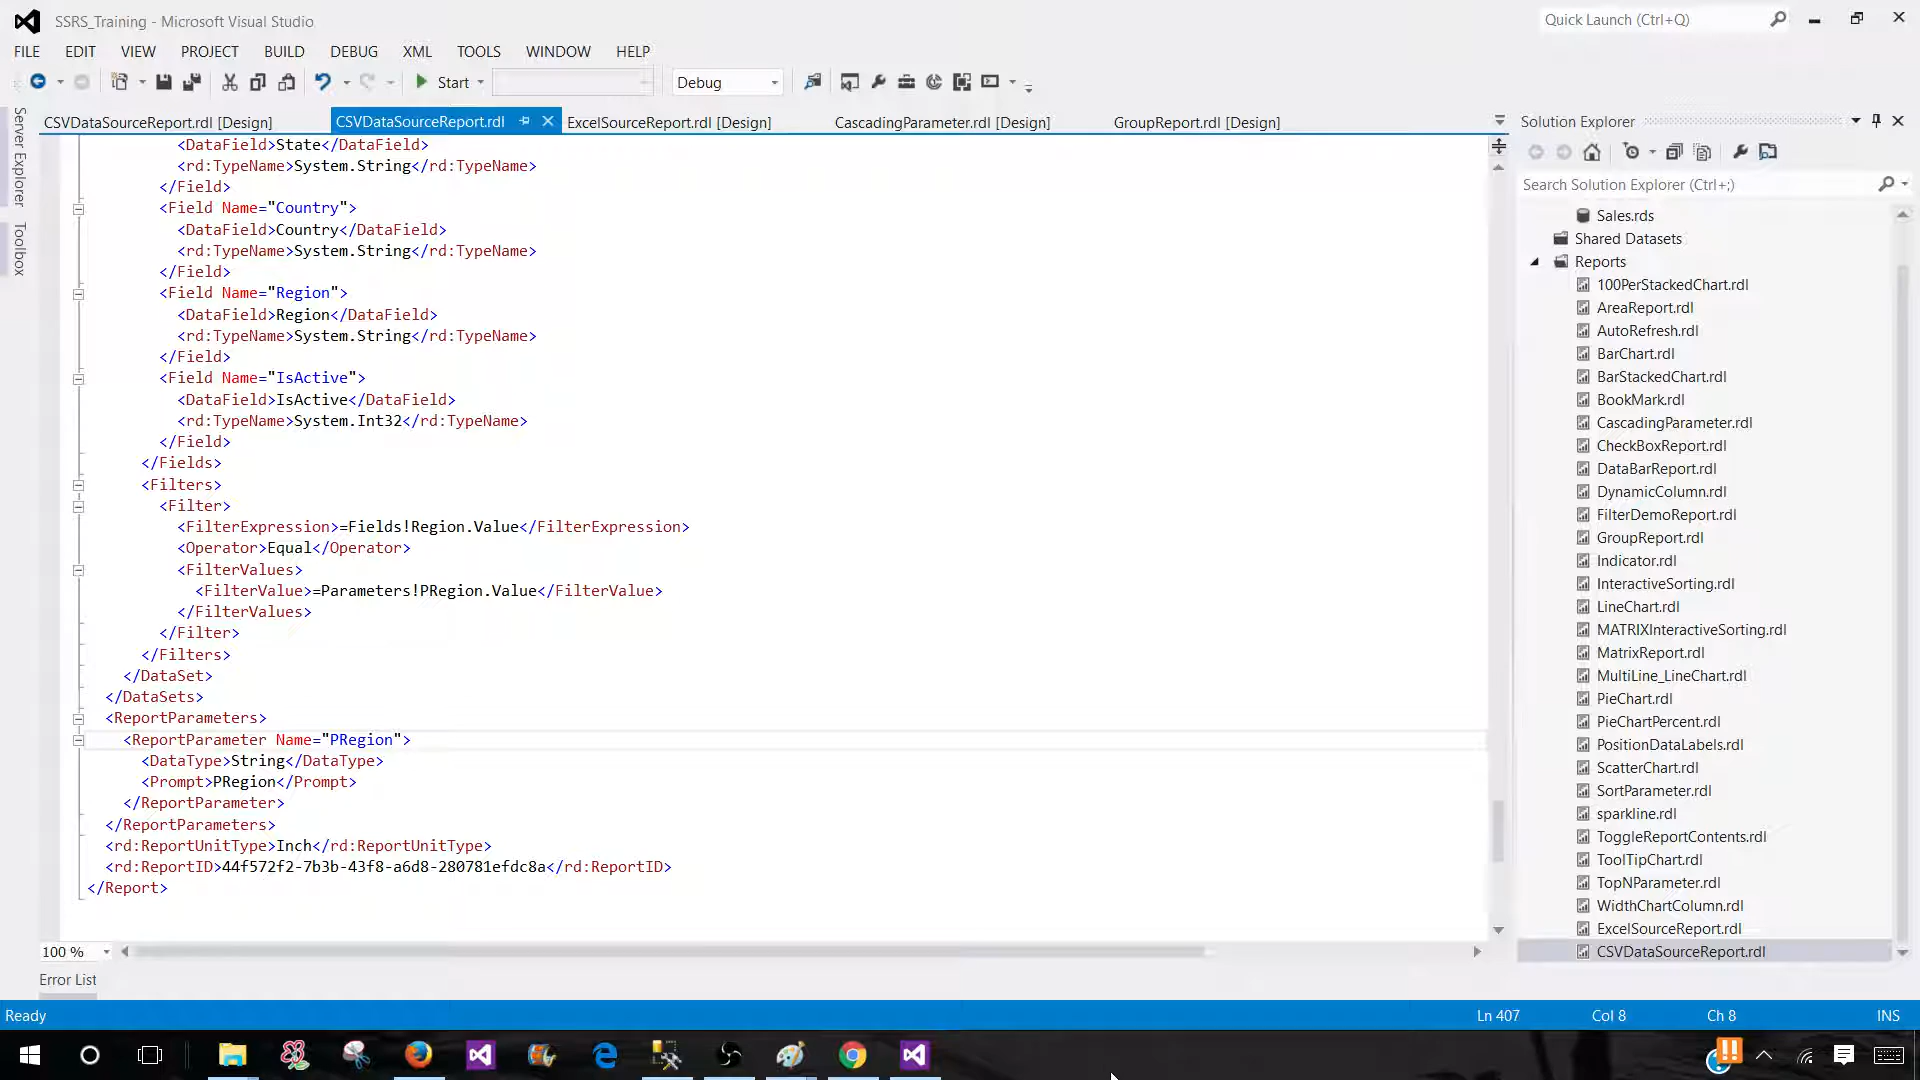 SSRS_Training - Microsoft Visual Studio
Quick Launch (Ctrl+Q)
FILE EDIT VIEW PROJECT BUILD DEBUG XML TOOLS WINDOW HELP
Start Debug
Server Explorer
Toolbox
CSVDataSourceReport.rdl [Design] CSVDataSourceReport.rdl ExcelSourceReport.rdl [Design] CascadingParameter.rdl [Design] GroupReport.rdl [Design]
<DataField>State</DataField>
<rd:TypeName>System.String</rd:TypeName>
</Field>
<Field Name="Country">
<DataField>Country</DataField>
<rd:TypeName>System.String</rd:TypeName>
</Field>
<Field Name="Region">
<DataField>Region</DataField>
<rd:TypeName>System.String</rd:TypeName>
</Field>
<Field Name="IsActive">
<DataField>IsActive</DataField>
<rd:TypeName>System.Int32</rd:TypeName>
</Field>
</Fields>
<Filters>
<Filter>
<FilterExpression>=Fields!Region.Value</FilterExpression>
<Operator>Equal</Operator>
<FilterValues>
<FilterValue>=Parameters!PRegion.Value</FilterValue>
</FilterValues>
</Filter>
</Filters>
</DataSet>
</DataSets>
<ReportParameters>
<ReportParameter Name="PRegion">
<DataType>String</DataType>
<Prompt>PRegion</Prompt>
</ReportParameter>
</ReportParameters>
<rd:ReportUnitType>Inch</rd:ReportUnitType>
<rd:ReportID>44f572f2-7b3b-43f8-a6d8-280781efdc8a</rd:ReportID>
</Report>
100 %
Error List
Solution Explorer
Search Solution Explorer (Ctrl+;)
Sales.rds
Shared Datasets
Reports
100PerStackedChart.rdl
AreaReport.rdl
AutoRefresh.rdl
BarChart.rdl
BarStackedChart.rdl
BookMark.rdl
CascadingParameter.rdl
CheckBoxReport.rdl
DataBarReport.rdl
DynamicColumn.rdl
FilterDemoReport.rdl
GroupReport.rdl
Indicator.rdl
InteractiveSorting.rdl
LineChart.rdl
MATRIXInteractiveSorting.rdl
MatrixReport.rdl
MultiLine_LineChart.rdl
PieChart.rdl
PieChartPercent.rdl
PositionDataLabels.rdl
ScatterChart.rdl
SortParameter.rdl
sparkline.rdl
ToggleReportContents.rdl
ToolTipChart.rdl
TopNParameter.rdl
WidthChartColumn.rdl
ExcelSourceReport.rdl
CSVDataSourceReport.rdl
Ready Ln 407 Col 8 Ch 8 INS